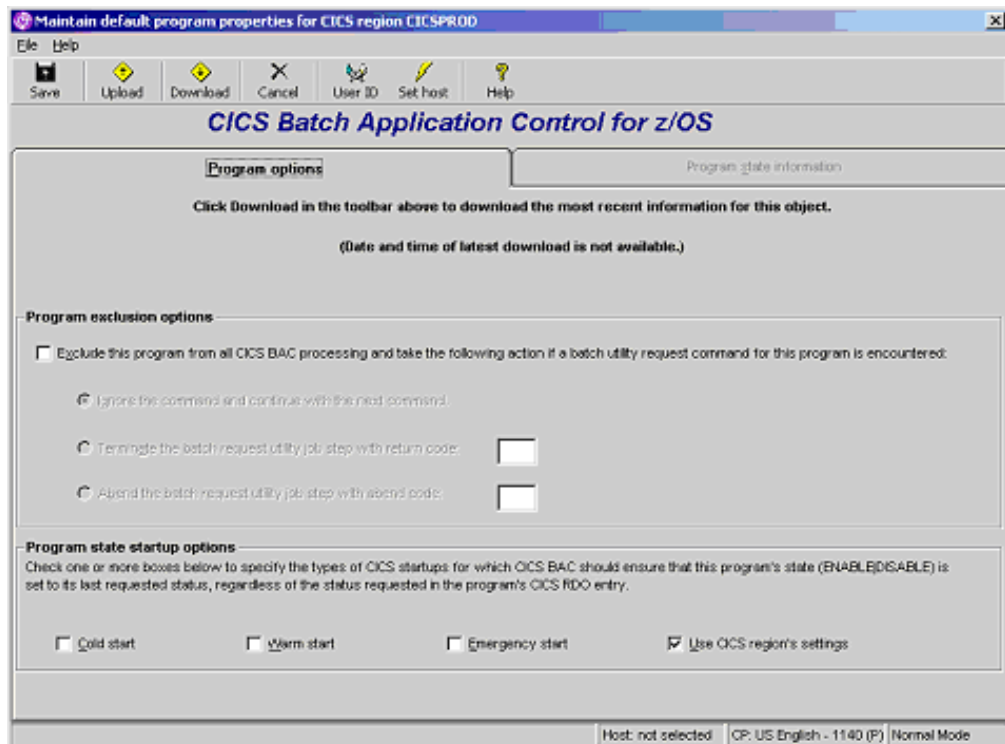 Maintain default program properties for CICS region CICSPROD
File Help
Save Upload Download Cancel User ID Set host Help
CICS Batch Application Control for z/OS
Program options Program state information
Click Download in the toolbar above to download the most recent information for this object.
(Date and time of latest download is not available.)
Program exclusion options
Exclude this program from all CICS BAC processing and take the following action if a batch utility request command for this program is encountered:
Ignore the command and continue with the next command.
Terminate the batch request utility job step with return code:
Abend the batch request utility job step with abend code:
Program state startup options
Check one or more boxes below to specify the types of CICS startups for which CICS BAC should ensure that this program's state (ENABLE|DISABLE) is
set to its last requested status, regardless of the status requested in the program's CICS RDO entry.
Cold start Warm start Emergency start Use CICS region's settings
Host: not selected CP: US English - 1140 (P) Normal Mode